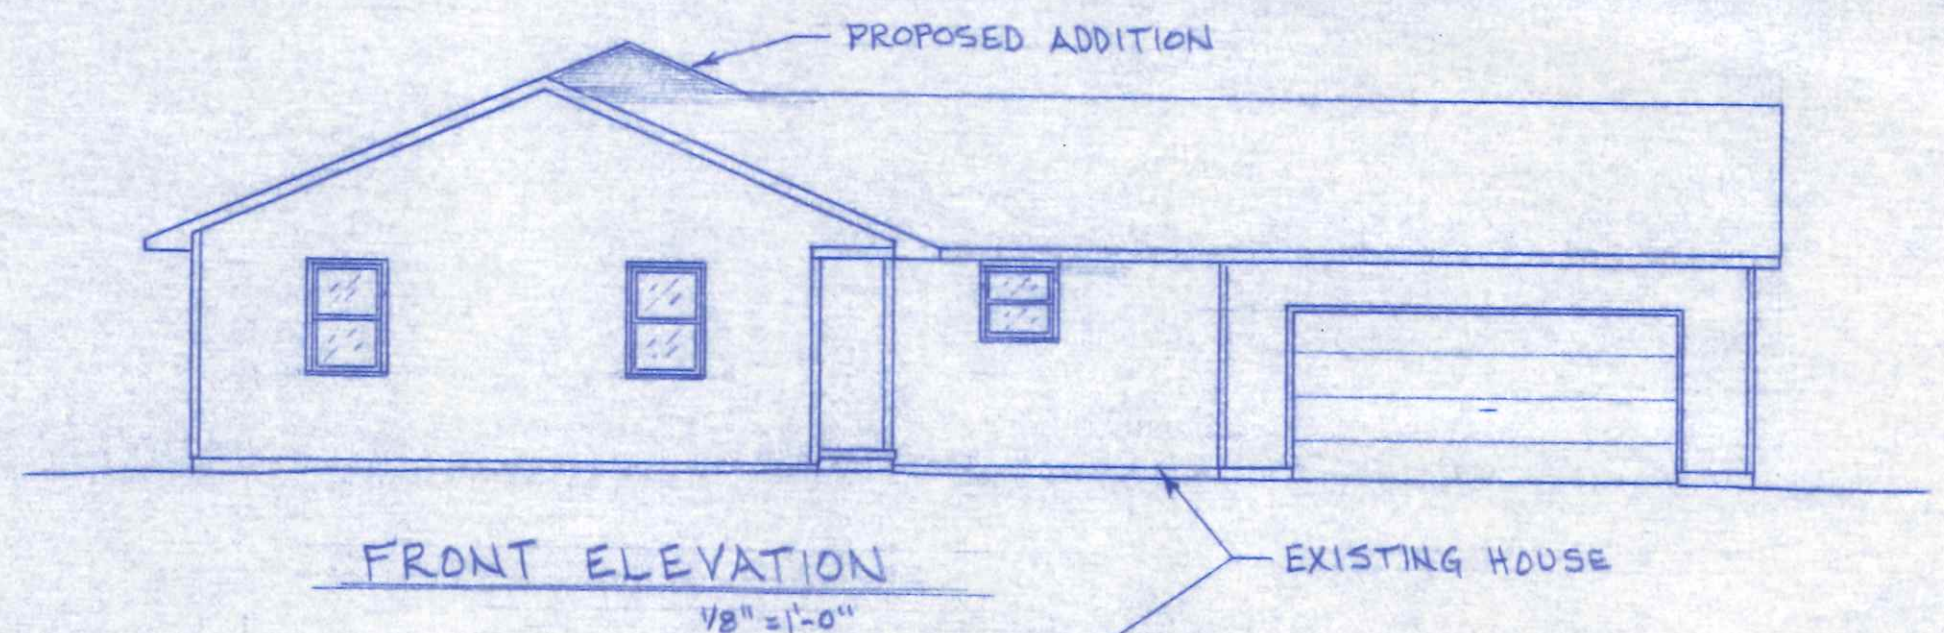 PROPOSED ADDITION
EXISTING HOUSE
FRONT ELEVATION
1/8" = 1'-0"